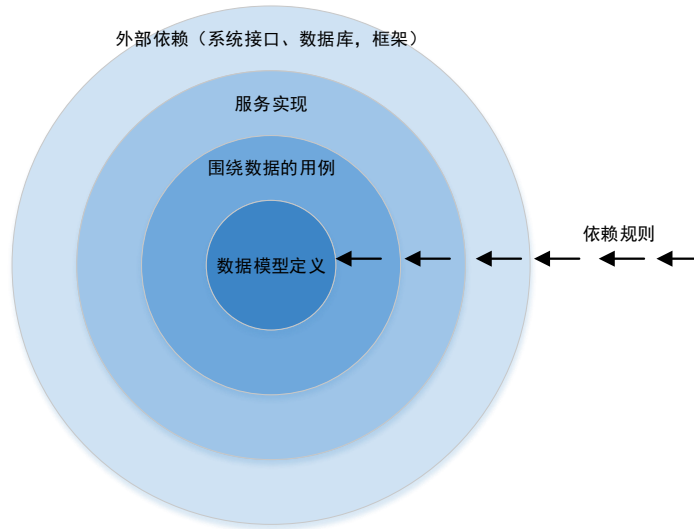 外部依赖（系统接口、数据库，框架）
服务实现
围绕数据的用例
依赖规则
数据模型定义